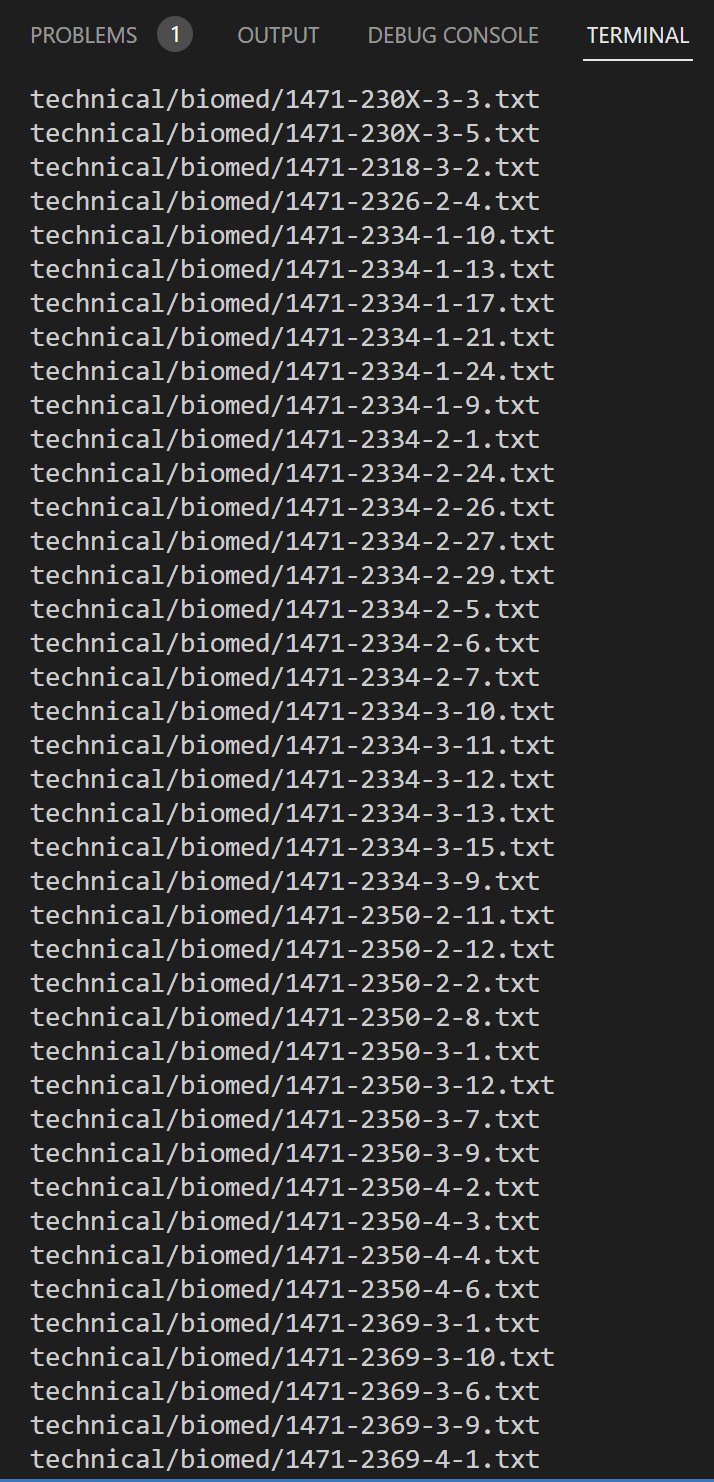 PROBLEMS 1 OUTPUT DEBUG CONSOLE TERMINAL
technical/biomed/1471-230X-3-3.txt
technical/biomed/1471-230X-3-5.txt
technical/biomed/1471-2318-3-2.txt
technical/biomed/1471-2326-2-4.txt
technical/biomed/1471-2334-1-10.txt
technical/biomed/1471-2334-1-13.txt
technical/biomed/1471-2334-1-17.txt
technical/biomed/1471-2334-1-21.txt
technical/biomed/1471-2334-1-24.txt
technical/biomed/1471-2334-1-9.txt
technical/biomed/1471-2334-2-1.txt
technical/biomed/1471-2334-2-24.txt
technical/biomed/1471-2334-2-26.txt
technical/biomed/1471-2334-2-27.txt
technical/biomed/1471-2334-2-29.txt
technical/biomed/1471-2334-2-5.txt
technical/biomed/1471-2334-2-6.txt
technical/biomed/1471-2334-2-7.txt
technical/biomed/1471-2334-3-10.txt
technical/biomed/1471-2334-3-11.txt
technical/biomed/1471-2334-3-12.txt
technical/biomed/1471-2334-3-13.txt
technical/biomed/1471-2334-3-15.txt
technical/biomed/1471-2334-3-9.txt
technical/biomed/1471-2350-2-11.txt
technical/biomed/1471-2350-2-12.txt
technical/biomed/1471-2350-2-2.txt
technical/biomed/1471-2350-2-8.txt
technical/biomed/1471-2350-3-1.txt
technical/biomed/1471-2350-3-12.txt
technical/biomed/1471-2350-3-7.txt
technical/biomed/1471-2350-3-9.txt
technical/biomed/1471-2350-4-2.txt
technical/biomed/1471-2350-4-3.txt
technical/biomed/1471-2350-4-4.txt
technical/biomed/1471-2350-4-6.txt
technical/biomed/1471-2369-3-1.txt
technical/biomed/1471-2369-3-10.txt
technical/biomed/1471-2369-3-6.txt
technical/biomed/1471-2369-3-9.txt
technical/biomed/1471-2369-4-1.txt